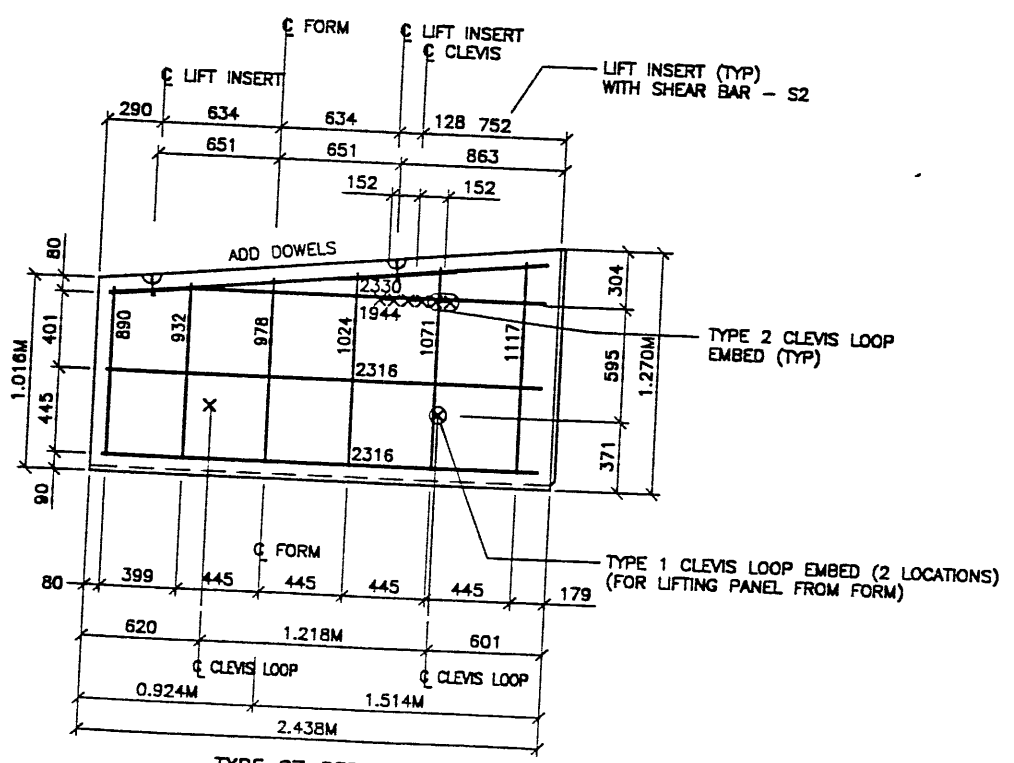 ℄ FORM
℄ LIFT INSERT
℄ CLEVIS
℄ LIFT INSERT
LIFT INSERT (TYP)
WITH SHEAR BAR - S2
290
634
634
128
752
651
651
863
152
152
80
ADD DOWELS
304
2330
1944
890
932
978
1024
1071
1117
401
1.016M
TYPE 2 CLEVIS LOOP
EMBED (TYP)
595
1.270M
2316
445
371
2316
90
℄ FORM
TYPE 1 CLEVIS LOOP EMBED (2 LOCATIONS)
(FOR LIFTING PANEL FROM FORM)
80
399
445
445
445
445
179
620
1.218M
601
℄ CLEVIS LOOP
℄ CLEVIS LOOP
0.924M
1.514M
2.438M